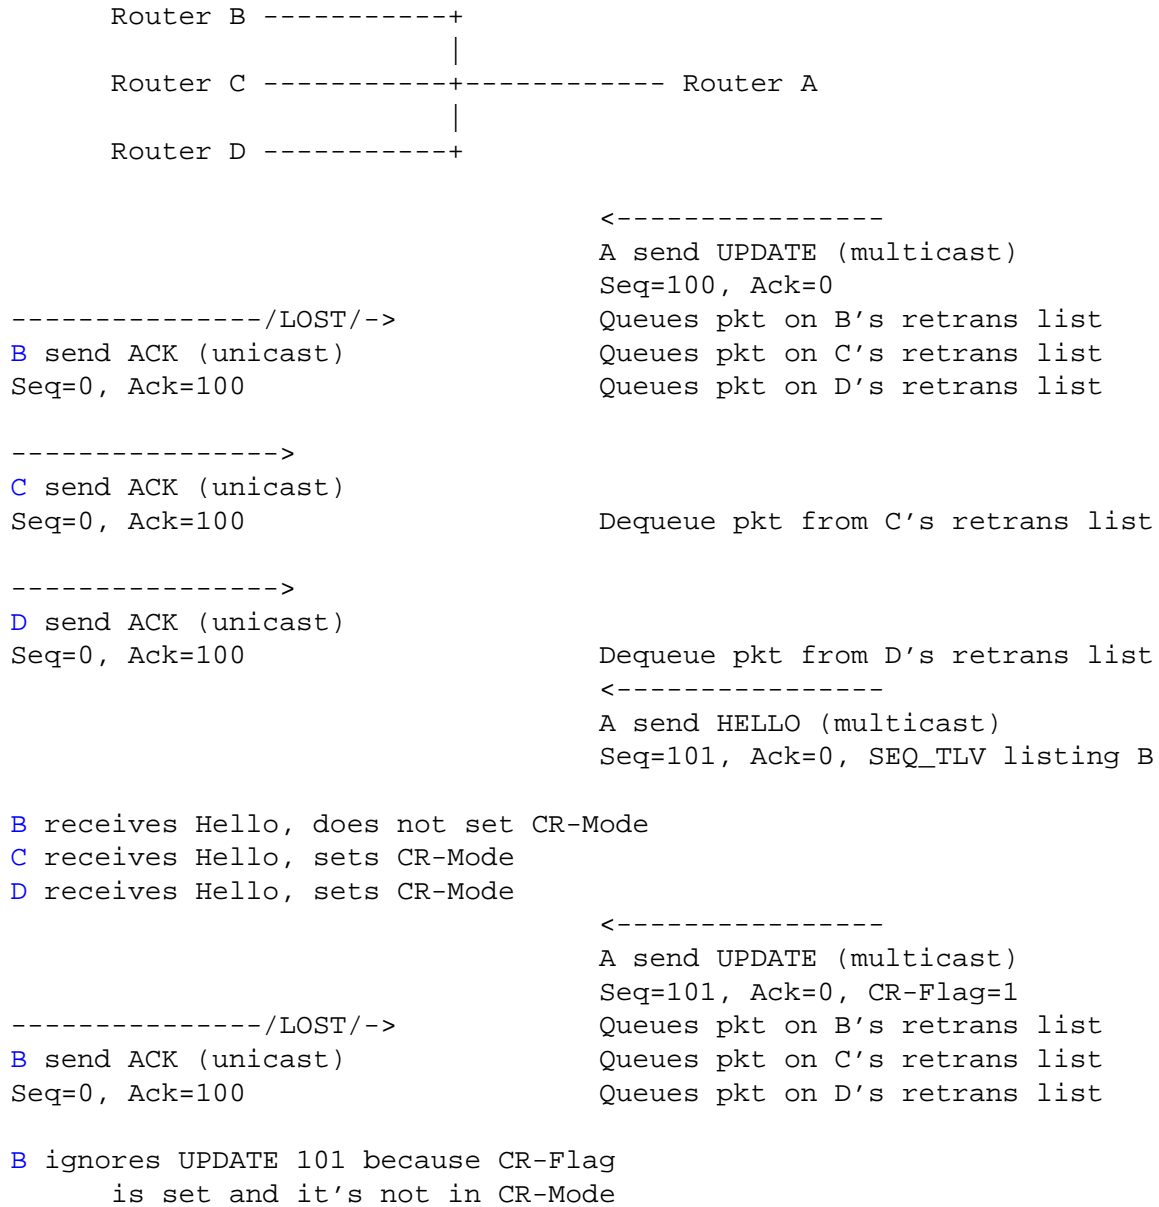 Router B -----------+
|
Router C -----------+------------ Router A
|
Router D -----------+
<----------------
A send UPDATE (multicast)
Seq=100, Ack=0
---------------/LOST/-> Queues pkt on B's retrans list
B send ACK (unicast) Queues pkt on C's retrans list
Seq=0, Ack=100 Queues pkt on D's retrans list
---------------->
C send ACK (unicast)
Seq=0, Ack=100 Dequeue pkt from C's retrans list
---------------->
D send ACK (unicast)
Seq=0, Ack=100 Dequeue pkt from D's retrans list
<----------------
A send HELLO (multicast)
Seq=101, Ack=0, SEQ_TLV listing B
B receives Hello, does not set CR-Mode
C receives Hello, sets CR-Mode
D receives Hello, sets CR-Mode
<----------------
A send UPDATE (multicast)
Seq=101, Ack=0, CR-Flag=1
---------------/LOST/-> Queues pkt on B's retrans list
B send ACK (unicast) Queues pkt on C's retrans list
Seq=0, Ack=100 Queues pkt on D's retrans list
B ignores UPDATE 101 because CR-Flag
is set and it's not in CR-Mode